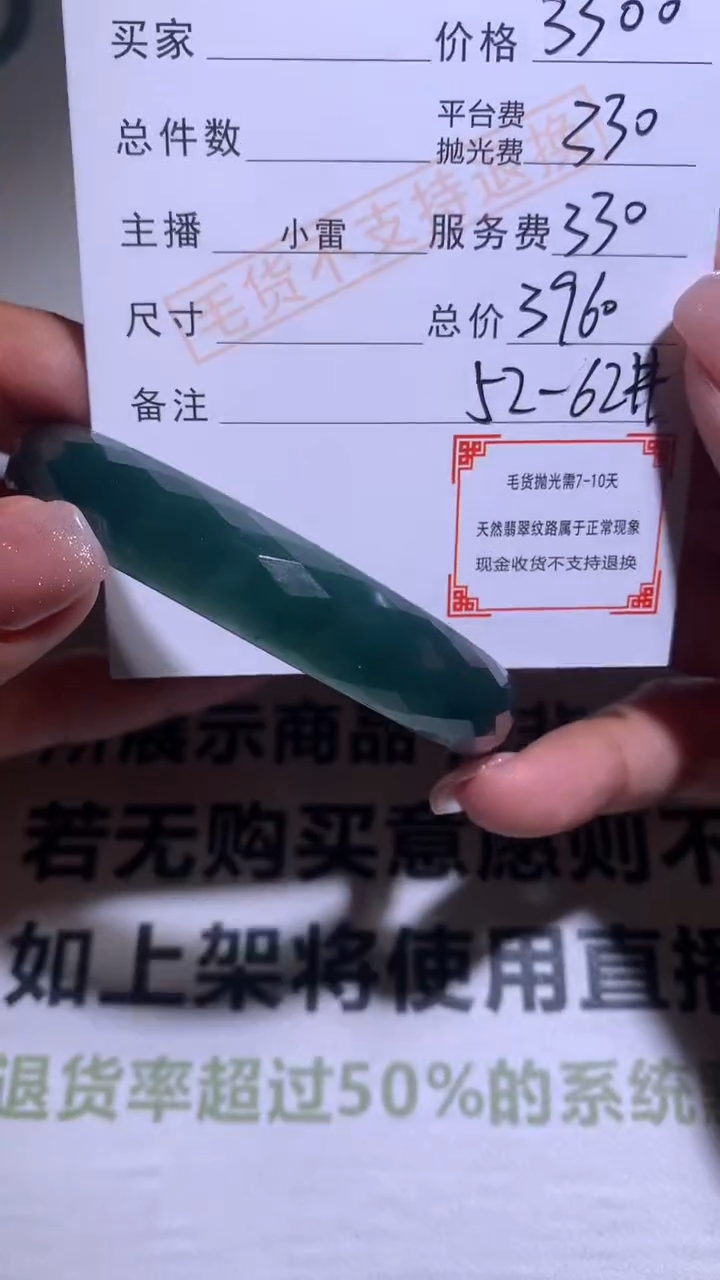 买家 价格 3300
总件数 平台费 抛光费 330
主播 小雷 服务费 330
尺寸 总价 3960
备注 52-62#
毛货不支持退换
毛货抛光需7-10天
天然翡翠纹路属于正常现象
现金收货不支持退换
所展示商品
若无购买意愿则不
如上架将使用直播
退货率超过50%的系统